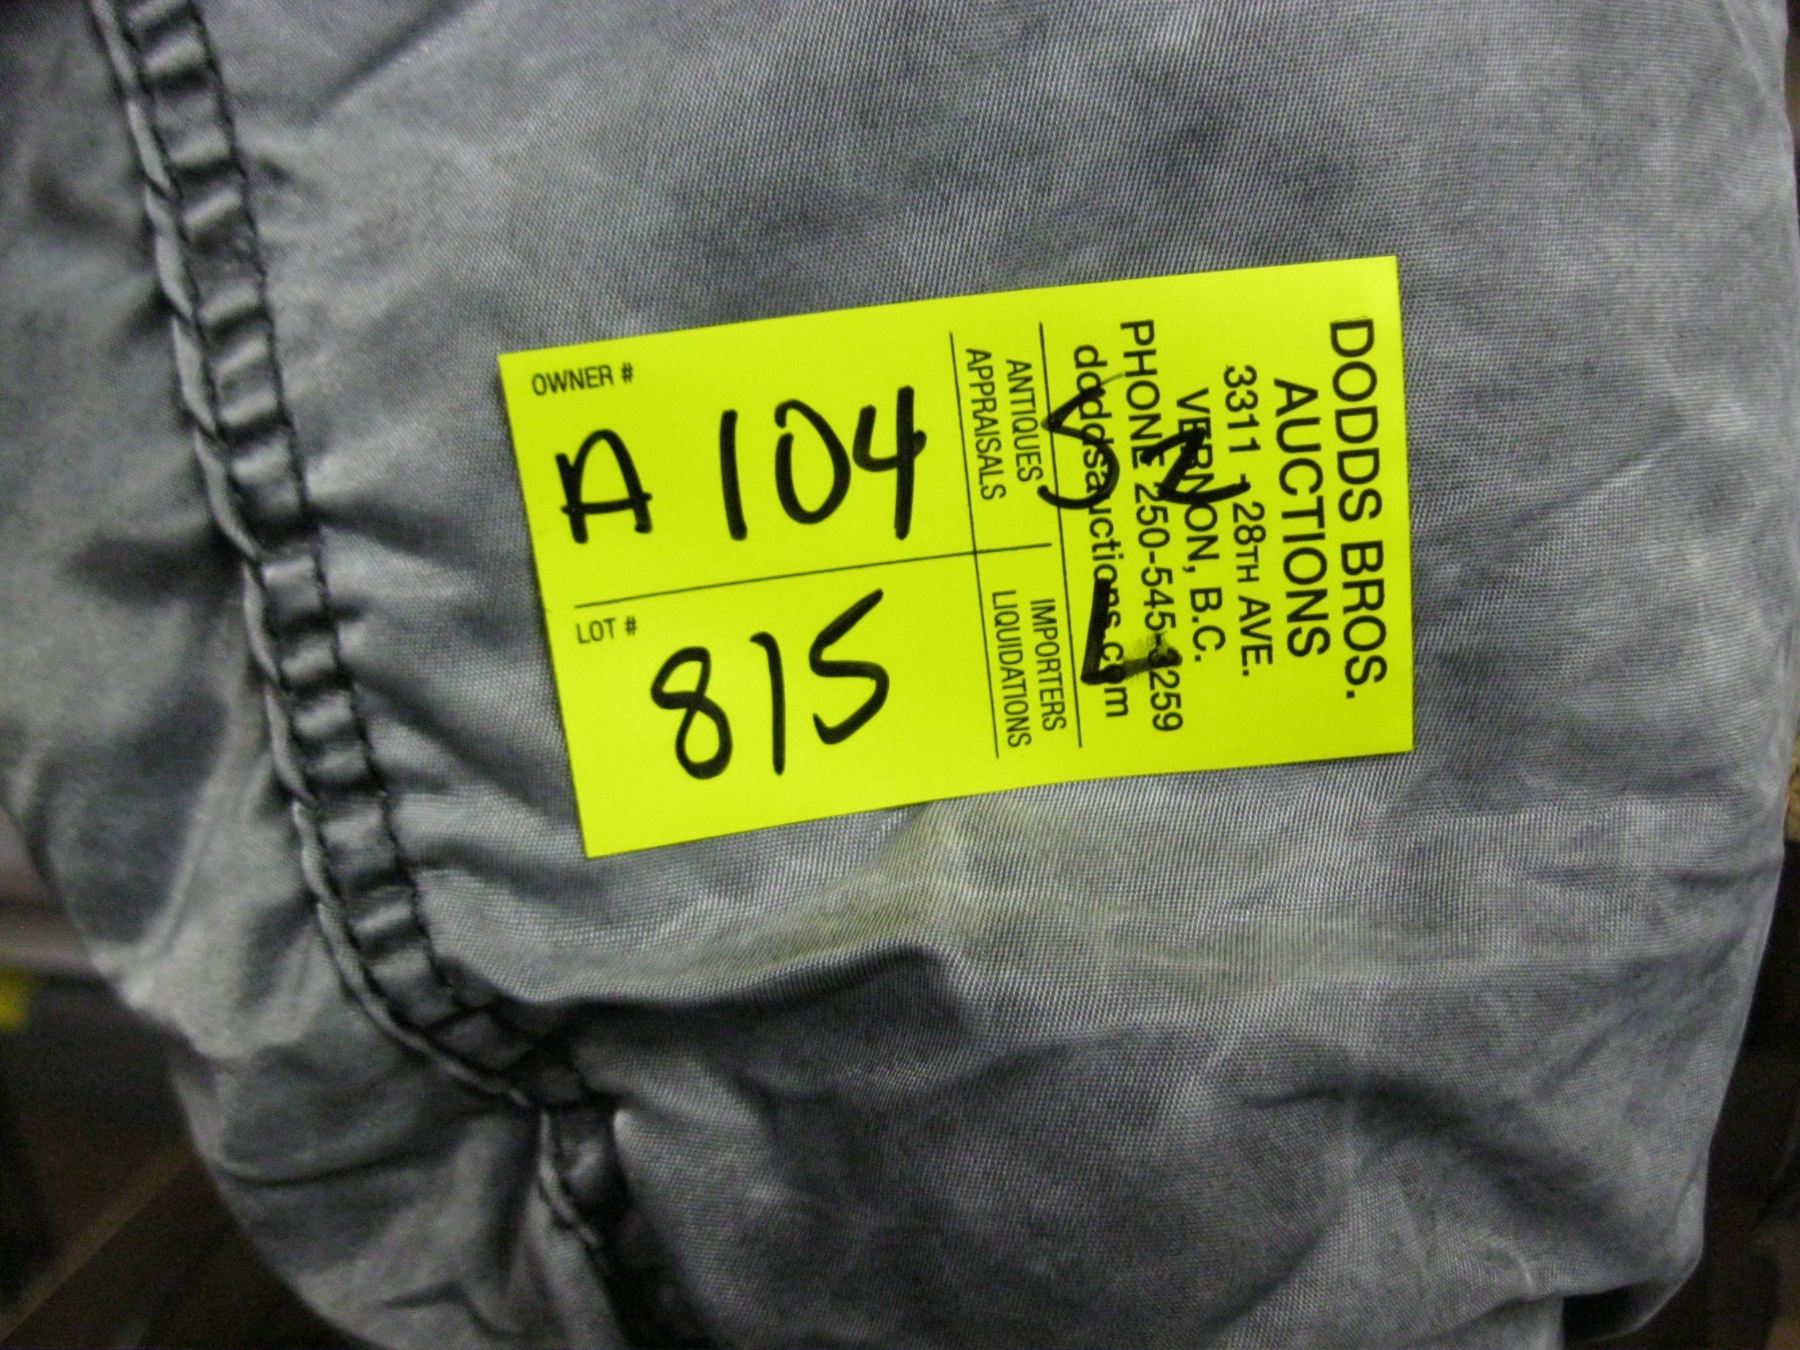 DODDS BROS.
AUCTIONS
3311 - 28TH AVE.
VERNON, B.C.
PHONE 250-545-3259
doddsauctions.com
ANTIQUES
APPRAISALS
IMPORTERS
LIQUIDATIONS
OWNER #
A 104
LOT #
815